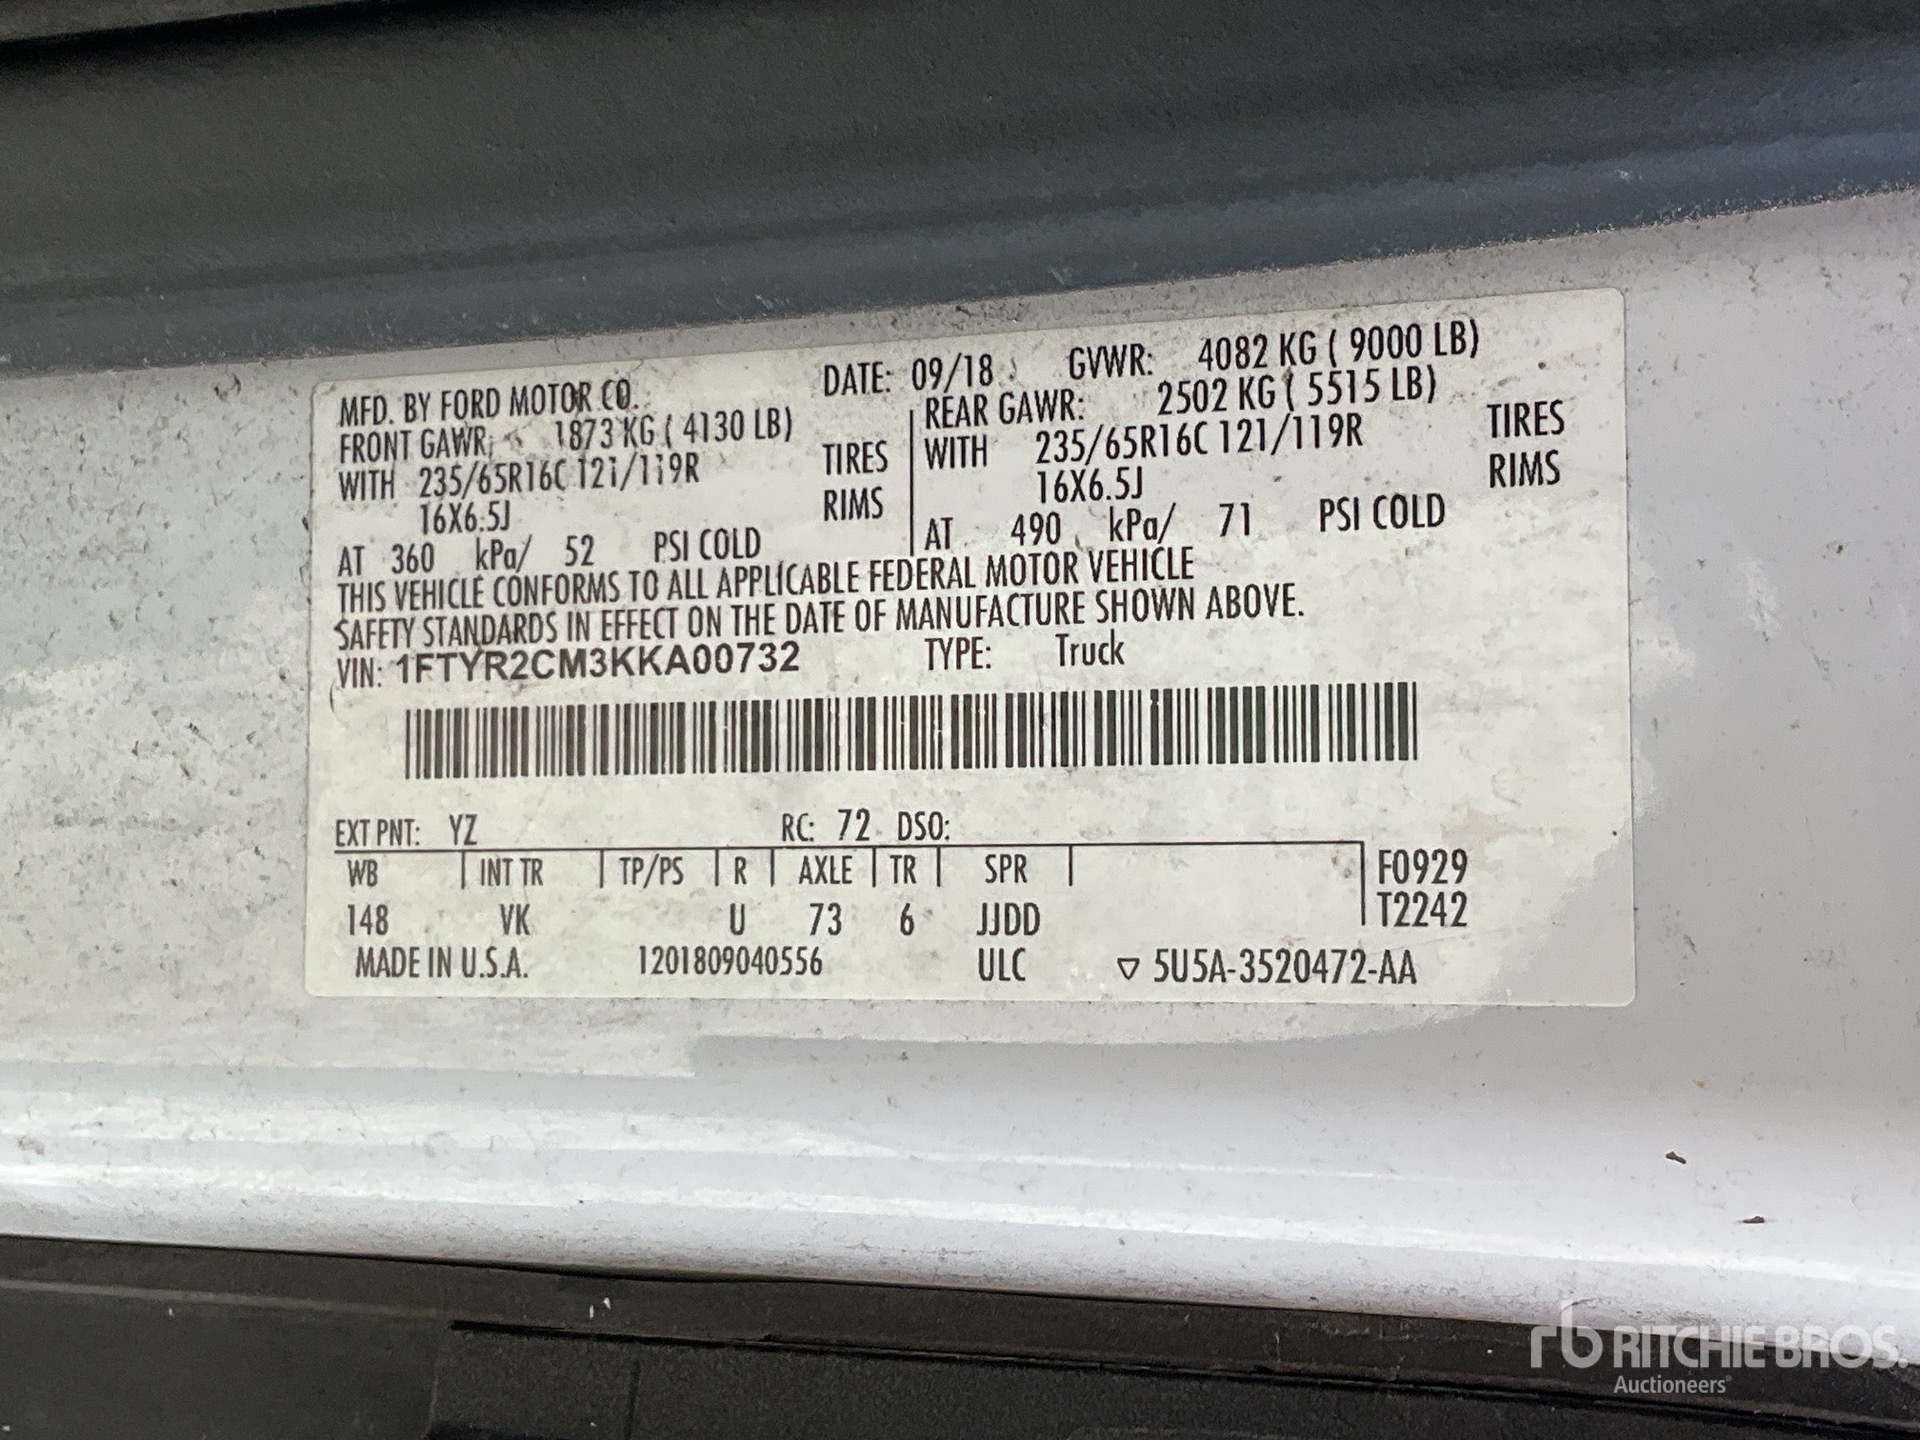 MFD. BY FORD MOTOR CO. DATE: 09/18 GVWR: 4082 KG ( 9000 LB)
FRONT GAWR: 1873 KG ( 4130 LB) REAR GAWR: 2502 KG ( 5515 LB)
WITH 235/65R16C 121/119R TIRES WITH 235/65R16C 121/119R TIRES
16X6.5J RIMS 16X6.5J RIMS
AT 360 kPa/ 52 PSI COLD AT 490 kPa/ 71 PSI COLD
THIS VEHICLE CONFORMS TO ALL APPLICABLE FEDERAL MOTOR VEHICLE
SAFETY STANDARDS IN EFFECT ON THE DATE OF MANUFACTURE SHOWN ABOVE.
VIN: 1FTYR2CM3KKA00732 TYPE: Truck
EXT PNT: YZ RC: 72 DSO:
WB INT TR TP/PS R AXLE TR SPR F0929
148 VK U 73 6 JJDD T2242
MADE IN U.S.A. 1201809040556 ULC ▽ 5U5A-3520472-AA
rb RITCHIE BROS.
Auctioneers